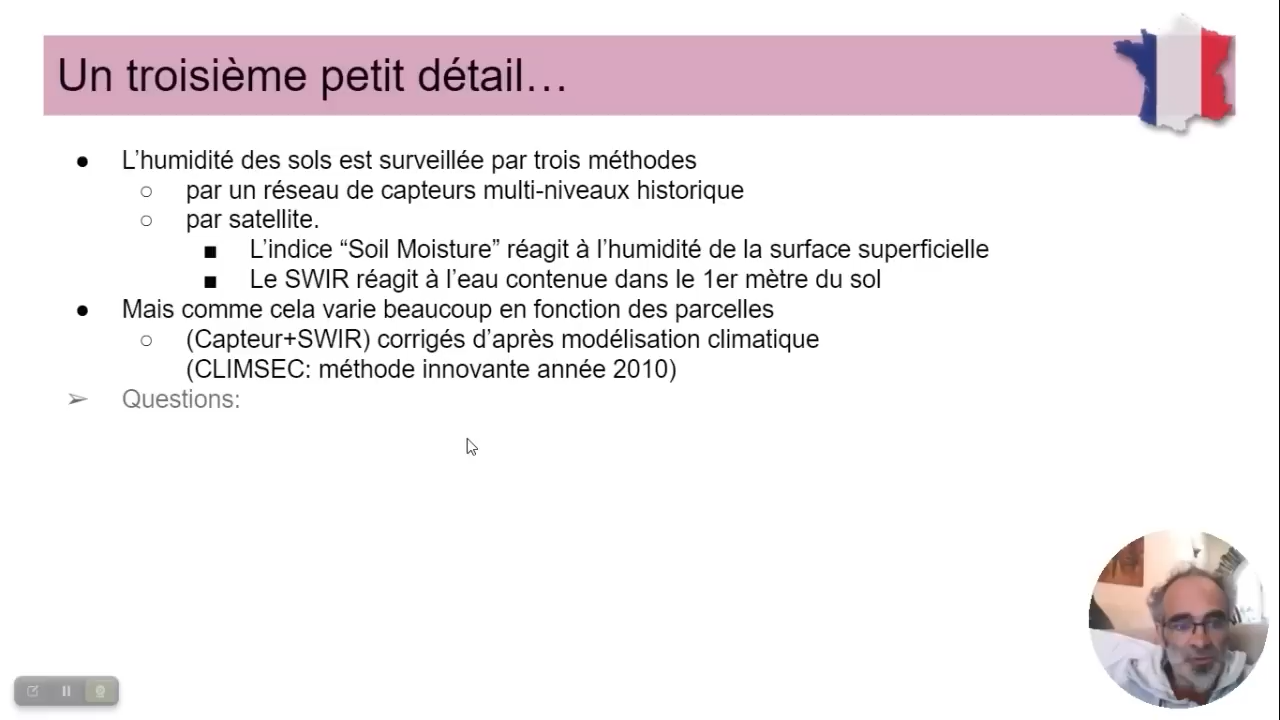 Un troisième petit détail…
● L’humidité des sols est surveillée par trois méthodes
○ par un réseau de capteurs multi-niveaux historique
○ par satellite.
■ L’indice “Soil Moisture” réagit à l’humidité de la surface superficielle
■ Le SWIR réagit à l’eau contenue dans le 1er mètre du sol
● Mais comme cela varie beaucoup en fonction des parcelles
○ (Capteur+SWIR) corrigés d’après modélisation climatique
(CLIMSEC: méthode innovante année 2010)
➢ Questions: